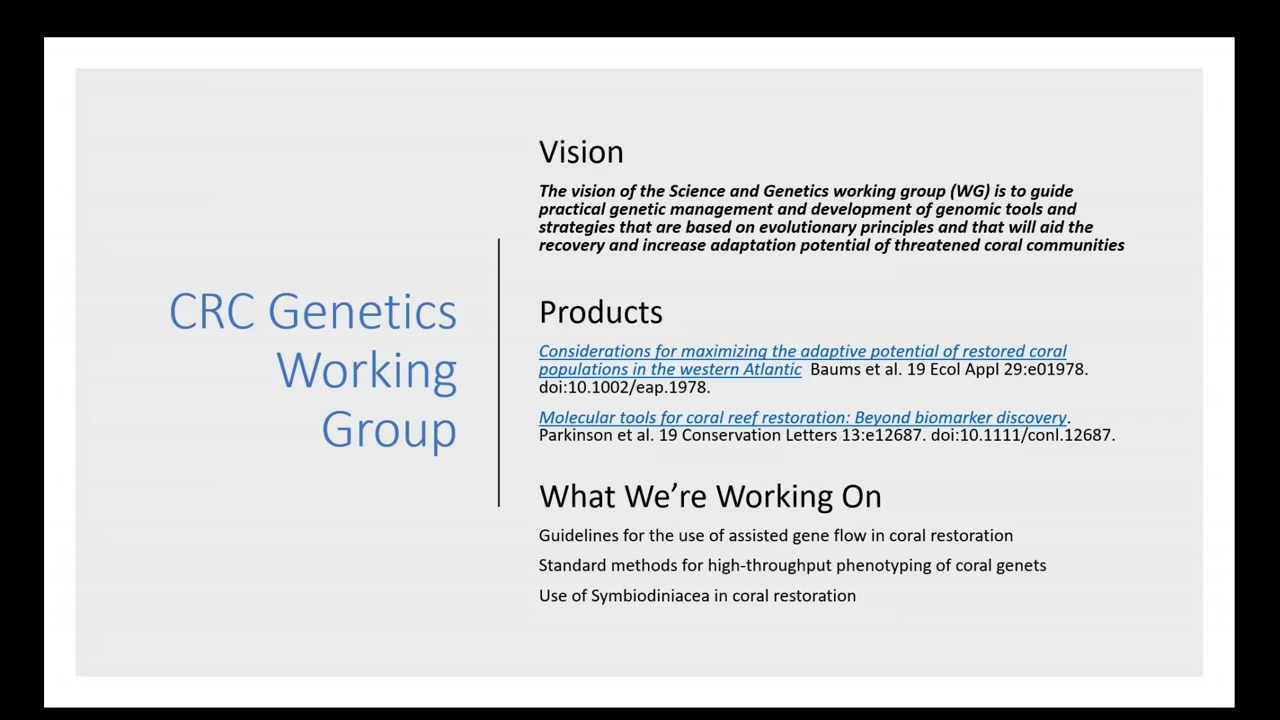 CRC Genetics
Working
Group
Vision
The vision of the Science and Genetics working group (WG) is to guide
practical genetic management and development of genomic tools and
strategies that are based on evolutionary principles and that will aid the
recovery and increase adaptation potential of threatened coral communities
Products
Considerations for maximizing the adaptive potential of restored coral
populations in the western Atlantic Baums et al. 19 Ecol Appl 29:e01978.
doi:10.1002/eap.1978.
Molecular tools for coral reef restoration: Beyond biomarker discovery.
Parkinson et al. 19 Conservation Letters 13:e12687. doi:10.1111/conl.12687.
What We’re Working On
Guidelines for the use of assisted gene flow in coral restoration
Standard methods for high-throughput phenotyping of coral genets
Use of Symbiodiniacea in coral restoration